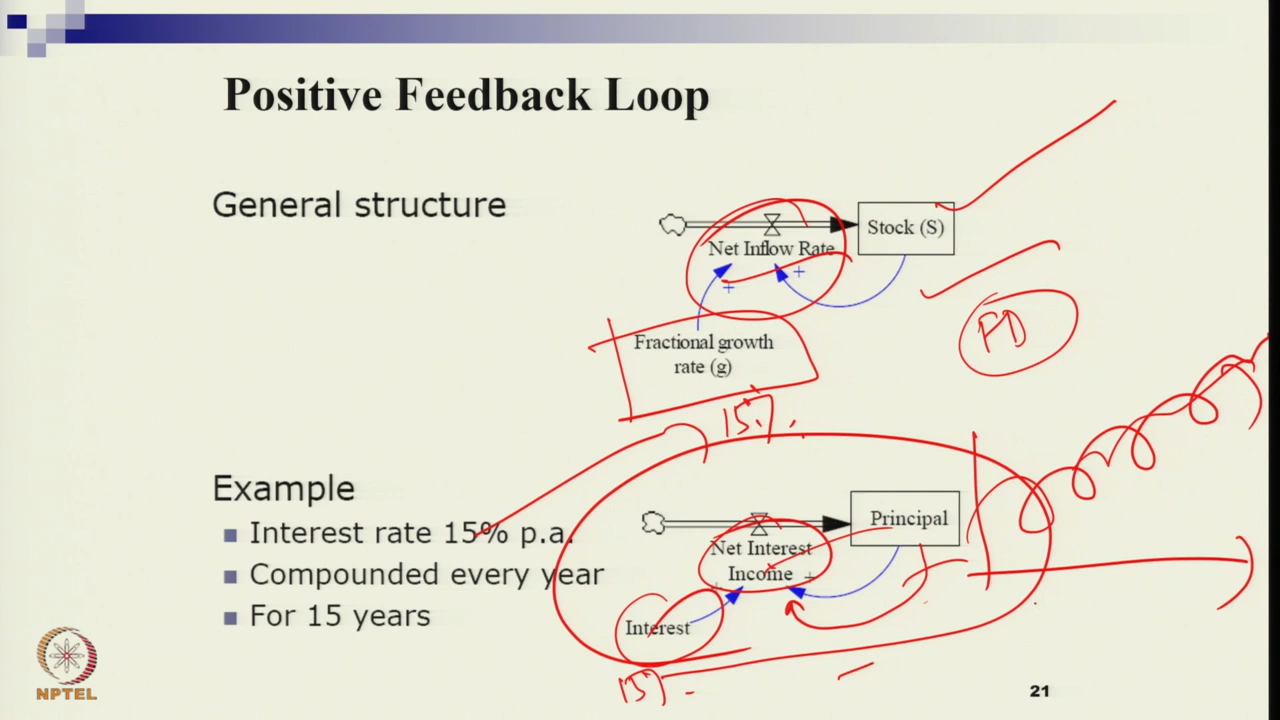 Positive Feedback Loop
General structure
Stock (S)
Net Inflow Rate
+
+
FD
Fractional growth
rate (g)
15%.
Example
Interest rate 15% p.a.
Compounded every year
For 15 years
Principal
Net Interest
Income
+
+
Interest
15%
NPTEL
21